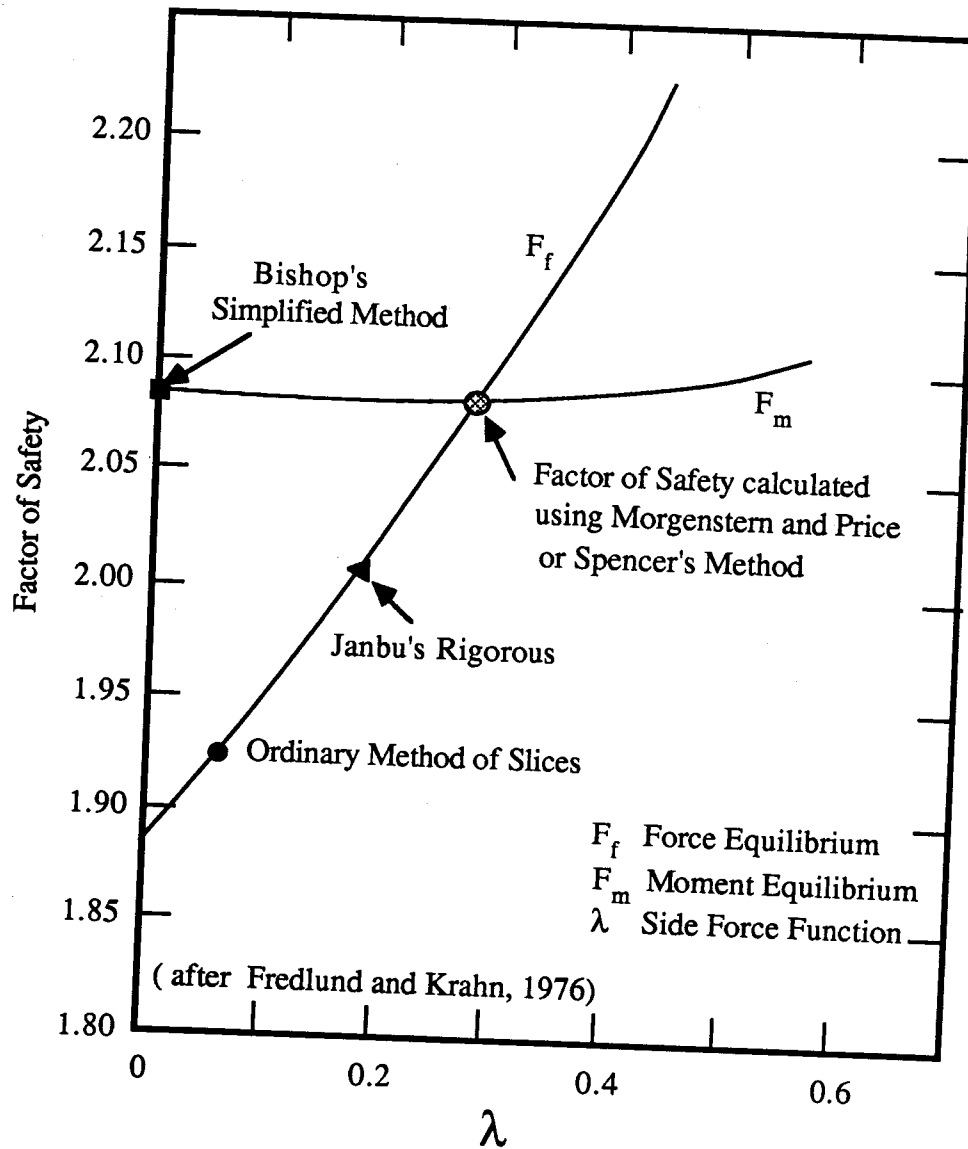 2.20
2.15
2.10
2.05
2.00
1.95
1.90
1.85
1.80
Factor of Safety
Bishop's
Simplified Method
F_f
F_m
Factor of Safety calculated
using Morgenstern and Price
or Spencer's Method
Janbu's Rigorous
Ordinary Method of Slices
F_f Force Equilibrium
F_m Moment Equilibrium
λ Side Force Function
( after Fredlund and Krahn, 1976)
0
0.2
0.4
0.6
λ